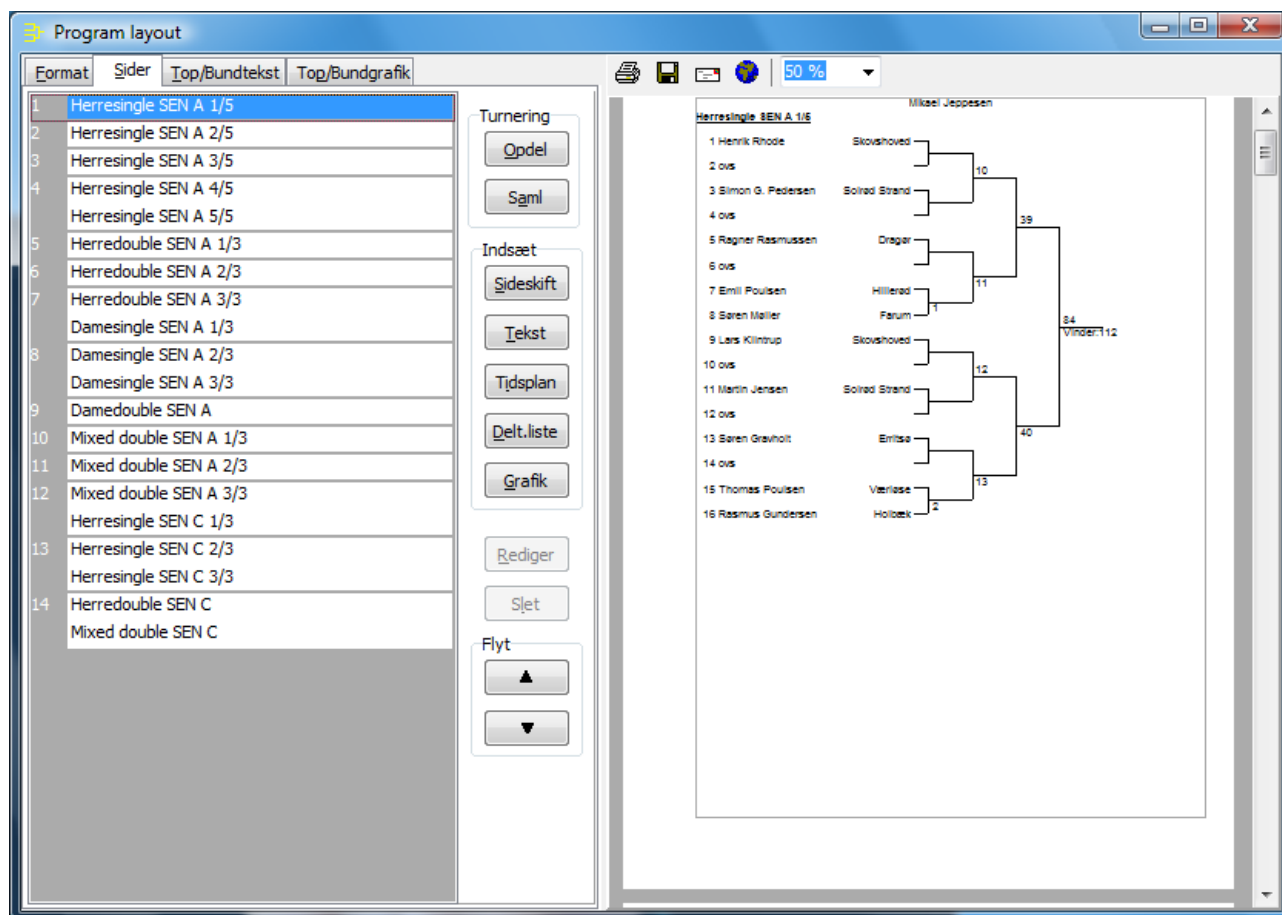 Program layout
Format Sider Top/Bundtekst Top/Bundgrafik
50 %
1 Herresingle SEN A 1/5
2 Herresingle SEN A 2/5
3 Herresingle SEN A 3/5
4 Herresingle SEN A 4/5
Herresingle SEN A 5/5
5 Herredouble SEN A 1/3
6 Herredouble SEN A 2/3
7 Herredouble SEN A 3/3
Damesingle SEN A 1/3
8 Damesingle SEN A 2/3
Damesingle SEN A 3/3
9 Damedouble SEN A
10 Mixed double SEN A 1/3
11 Mixed double SEN A 2/3
12 Mixed double SEN A 3/3
Herresingle SEN C 1/3
13 Herresingle SEN C 2/3
Herresingle SEN C 3/3
14 Herredouble SEN C
Mixed double SEN C
Turnering
Opdel
Saml
Indsæt
Sideskift
Tekst
Tidsplan
Delt.liste
Grafik
Rediger
Slet
Flyt
Mikael Jeppesen
Herresingle SEN A 1/5
1 Henrik Rhode Skovshoved
2 ovs
10
3 Simon G. Pedersen Solrød Strand
4 ovs
39
5 Ragner Rasmussen Dragør
6 ovs
11
7 Emil Poulsen Hillerød
1
8 Søren Møller Farum
84
Vinder:112
9 Lars Klintrup Skovshoved
10 ovs
12
11 Martin Jensen Solrød Strand
12 ovs
40
13 Søren Gravholt Erritsø
14 ovs
13
15 Thomas Poulsen Værløse
2
16 Rasmus Gundersen Holbæk